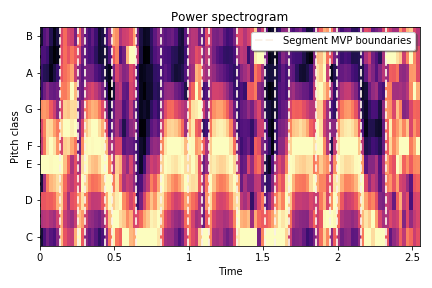 Power spectrogram
Segment MVP boundaries
Pitch class
B
A
G
F
E
D
C
0
0.5
1
1.5
2
2.5
Time